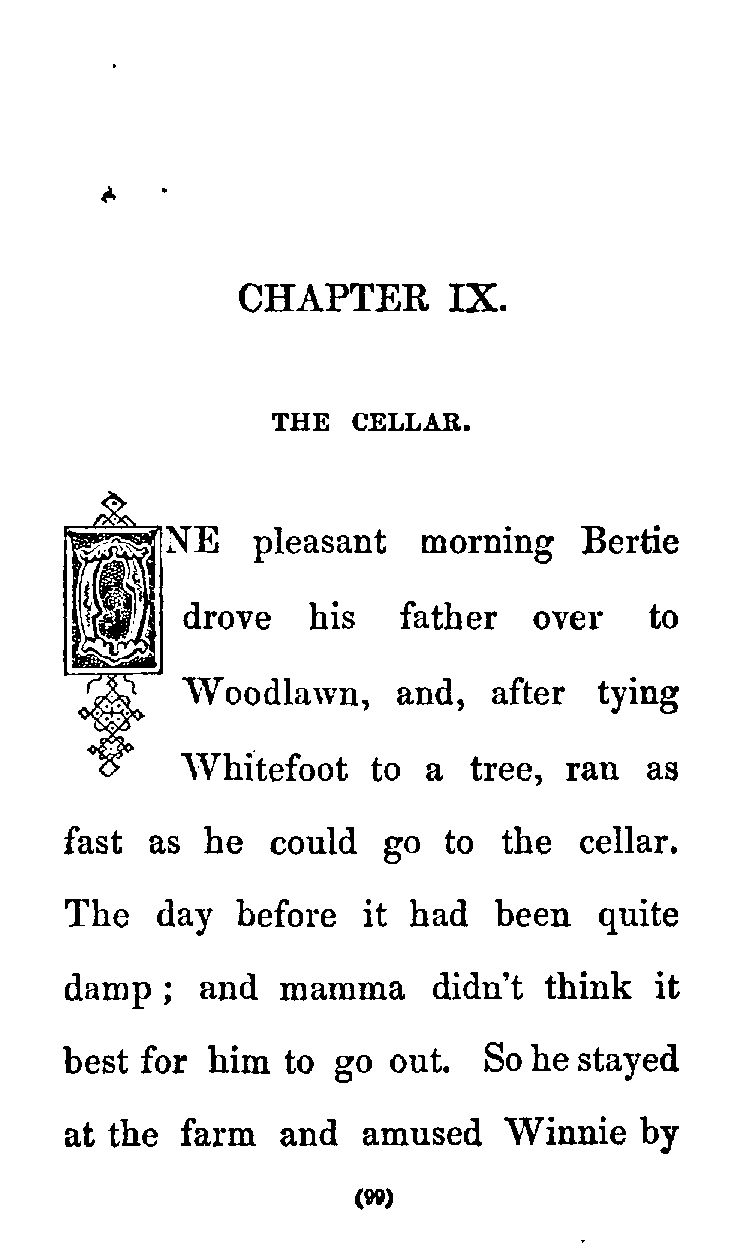 CHAPTER IX.
THE CELLAR.
ONE pleasant morning Bertie
drove his father over to
Woodlawn, and, after tying
Whitefoot to a tree, ran as
fast as he could go to the cellar.
The day before it had been quite
damp ; and mamma didn't think it
best for him to go out. So he stayed
at the farm and amused Winnie by
(99)